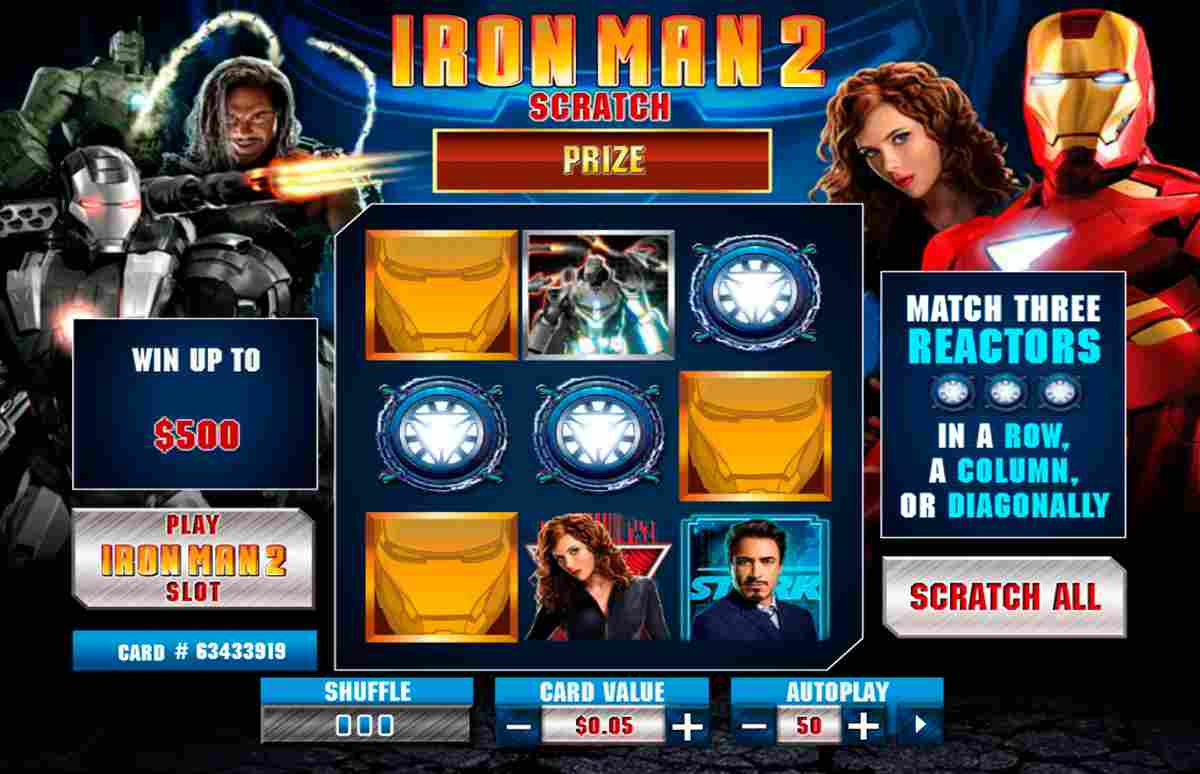 IRON MAN 2
SCRATCH
PRIZE
WIN UP TO
$500
PLAY
IRON MAN 2
SLOT
CARD # 63433919
STARK
MATCH THREE
REACTORS
IN A ROW,
A COLUMN,
OR DIAGONALLY
SCRATCH ALL
SHUFFLE
CARD VALUE
− $0.05 +
AUTOPLAY
− 50 +